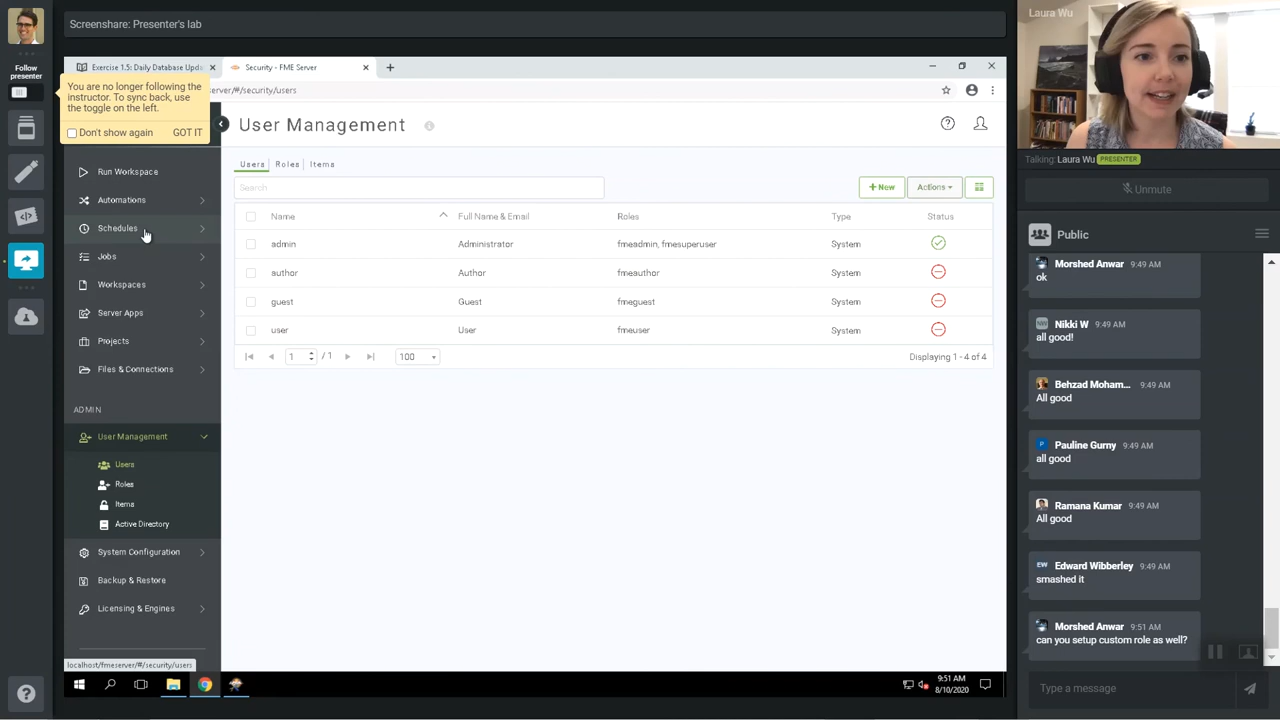 Screenshare: Presenter's lab
Laura Wu
Follow
presenter
Exercise 1.5: Daily Database Upda
Security - FME Server
You are no longer following the
instructor. To sync back, use
the toggle on the left.
Don't show again
GOT IT
erver/#/security/users
User Management
Users
Roles
Items
Search
+ New
Actions
Name
Full Name & Email
Roles
Type
Status
admin
Administrator
fmeadmin, fmesuperuser
System
author
Author
fmeauthor
System
guest
Guest
fmeguest
System
user
User
fmeuser
System
1
/ 1
100
Displaying 1 - 4 of 4
Run Workspace
Automations
Schedules
Jobs
Workspaces
Server Apps
Projects
Files & Connections
ADMIN
User Management
Users
Roles
Items
Active Directory
System Configuration
Backup & Restore
Licensing & Engines
localhost/fmeserver/#/security/users
9:51 AM
8/10/2020
Talking: Laura Wu PRESENTER
Unmute
Public
Morshed Anwar 9:49 AM
ok
Nikki W 9:49 AM
all good!
Behzad Moham... 9:49 AM
All good
P
Pauline Gurny 9:49 AM
all good
Ramana Kumar 9:49 AM
All good
EW
Edward Wibberley 9:49 AM
smashed it
Morshed Anwar 9:51 AM
can you setup custom role as well?
Type a message